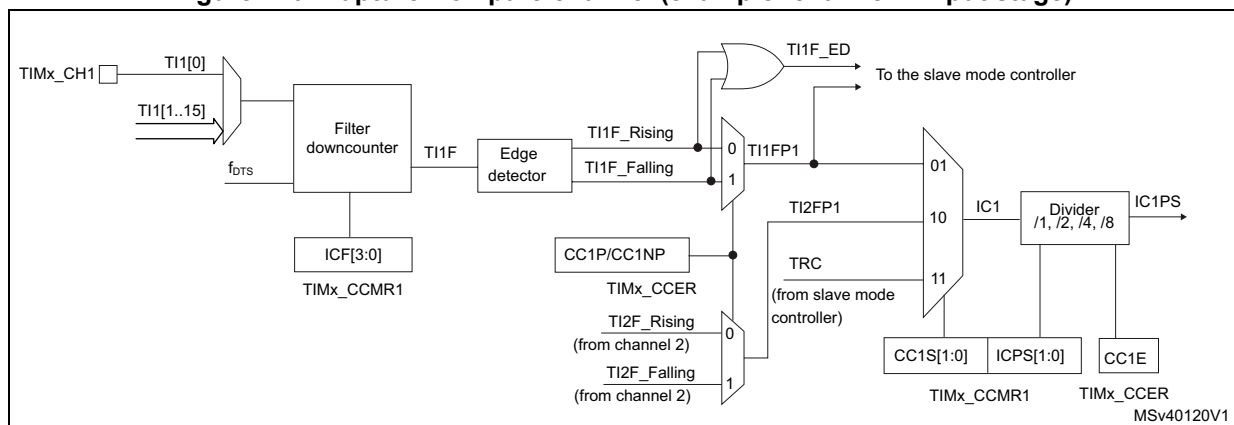 TI1F_ED
TIMx_CH1
TI1[0]
To the slave mode controller
TI1[1..15]
Filter
downcounter
fDTS
TI1F
Edge
detector
TI1F_Rising
TI1F_Falling
0
1
TI1FP1
01
TI2FP1
10
IC1
Divider
/1, /2, /4, /8
IC1PS
ICF[3:0]
TIMx_CCMR1
CC1P/CC1NP
TIMx_CCER
TRC
11
(from slave mode
controller)
TI2F_Rising
(from channel 2)
0
TI2F_Falling
(from channel 2)
1
CC1S[1:0]
ICPS[1:0]
CC1E
TIMx_CCMR1
TIMx_CCER
MSv40120V1